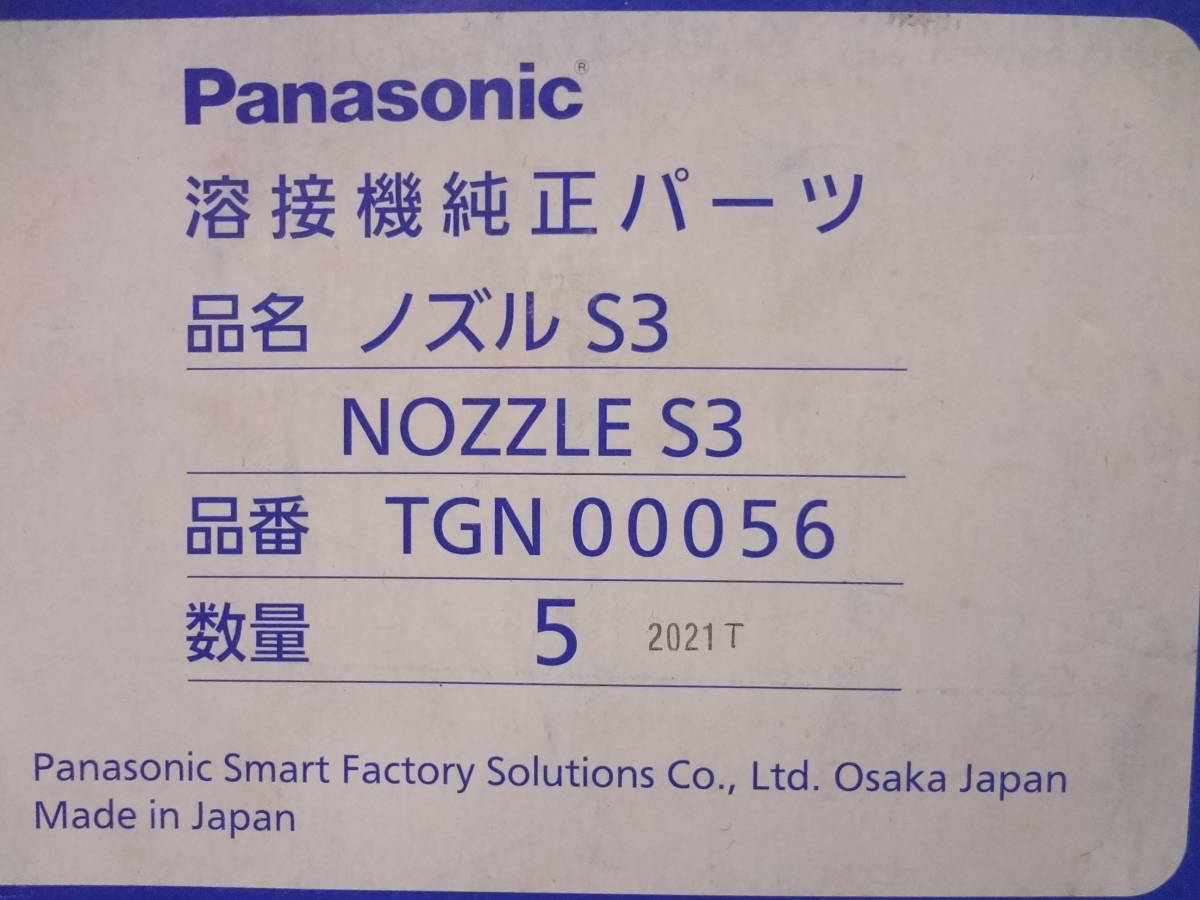 Panasonic®
溶接機純正パーツ
品名 ノズル S3
NOZZLE S3
品番 TGN 00056
数量 5 2021T
Panasonic Smart Factory Solutions Co., Ltd. Osaka Japan
Made in Japan